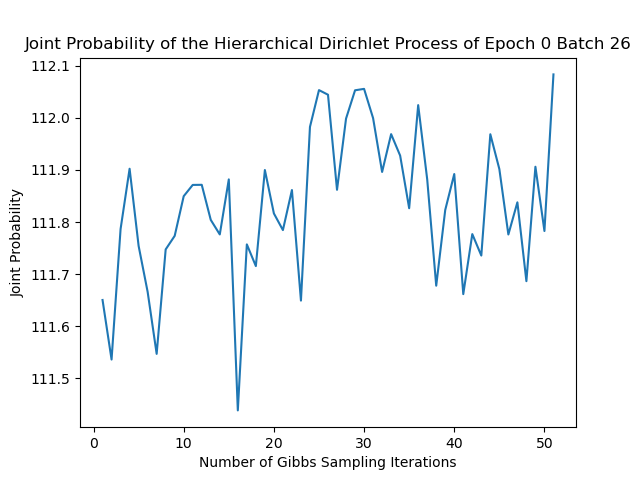 Joint Probability of the Hierarchical Dirichlet Process of Epoch 0 Batch 26
112.1
112.0
111.9
111.8
111.7
111.6
111.5
Joint Probability
0 10 20 30 40 50
Number of Gibbs Sampling Iterations